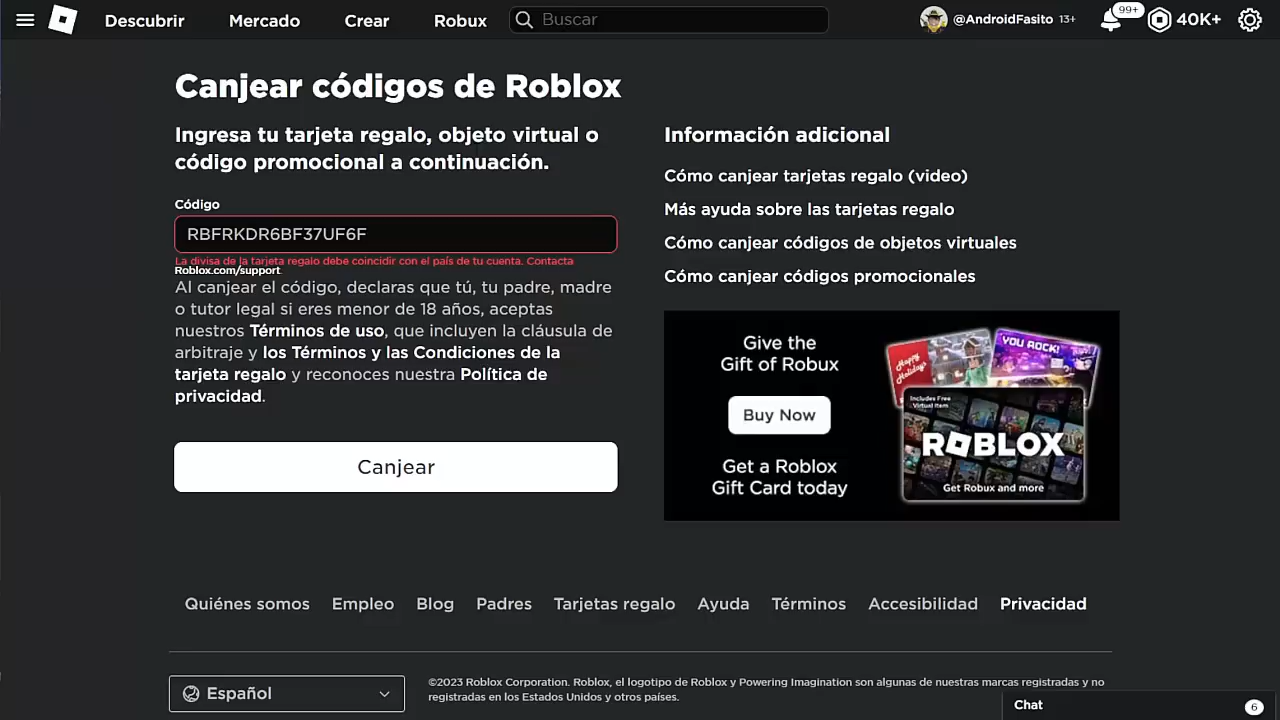 Descubrir Mercado Crear Robux Buscar @AndroidFasito 13+ 99+ 40K+
Canjear códigos de Roblox
Ingresa tu tarjeta regalo, objeto virtual o
código promocional a continuación.
Código
RBFRKDR6BF37UF6F
La divisa de la tarjeta regalo debe coincidir con el país de tu cuenta. Contacta
Roblox.com/support.
Al canjear el código, declaras que tú, tu padre, madre
o tutor legal si eres menor de 18 años, aceptas
nuestros Términos de uso, que incluyen la cláusula de
arbitraje y los Términos y las Condiciones de la
tarjeta regalo y reconoces nuestra Política de
privacidad.
Canjear
Información adicional
Cómo canjear tarjetas regalo (video)
Más ayuda sobre las tarjetas regalo
Cómo canjear códigos de objetos virtuales
Cómo canjear códigos promocionales
Give the
Gift of Robux
Buy Now
Get a Roblox
Gift Card today
Happy
Holidays
YOU ROCK!
Includes Free
Virtual Item
ROBLOX
Get Robux and more
Quiénes somos Empleo Blog Padres Tarjetas regalo Ayuda Términos Accesibilidad Privacidad
Español
©2023 Roblox Corporation. Roblox, el logotipo de Roblox y Powering Imagination son algunas de nuestras marcas registradas y no
registradas en los Estados Unidos y otros países.
Chat 6